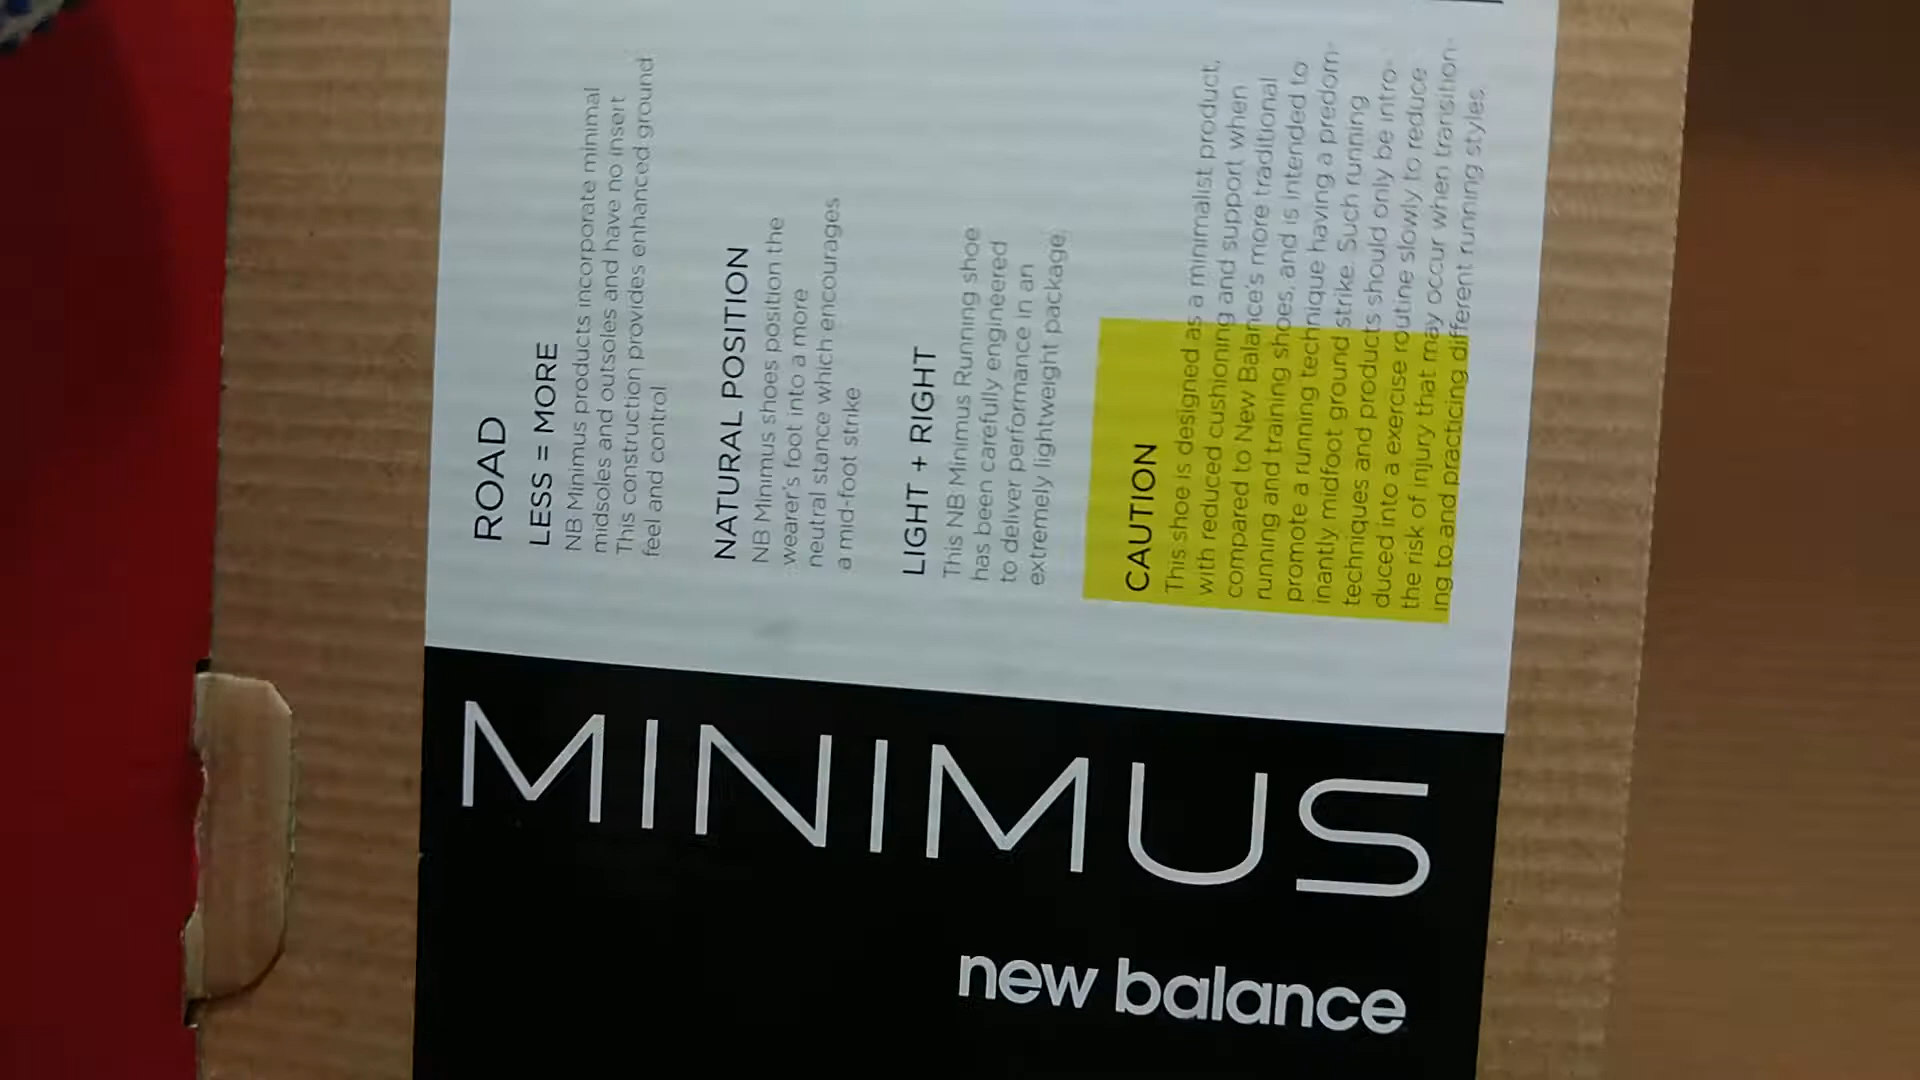 ROAD
LESS = MORE
NB Minimus products incorporate minimal
midsoles and outsoles and have no insert
This construction provides enhanced ground
feel and control
NATURAL POSITION
NB Minimus shoes position the
wearer's foot into a more
neutral stance which encourages
a mid-foot strike
LIGHT + RIGHT
This NB Minimus Running shoe
has been carefully engineered
to deliver performance in an
extremely lightweight package.
CAUTION
This shoe is designed as a minimalist product,
with reduced cushioning and support when
compared to New Balance's more traditional
running and training shoes, and is intended to
promote a running technique having a predom-
inantly midfoot ground strike. Such running
techniques and products should only be intro-
duced into a exercise routine slowly to reduce
the risk of injury that may occur when transition-
ing to and practicing different running styles.
MINIMUS
new balance